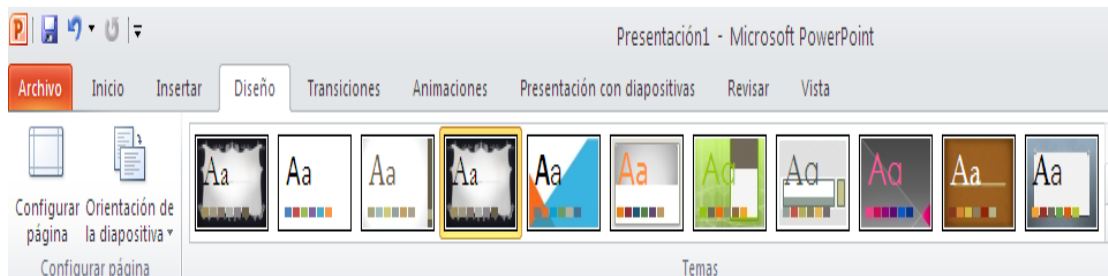 Presentación1 - Microsoft PowerPoint
Archivo Inicio Insertar Diseño Transiciones Animaciones Presentación con diapositivas Revisar Vista
Aa Aa Aa Aa Aa Aa Aa Aa Aa Aa Aa
Configurar Orientación de
página la diapositiva
Configurar página Temas